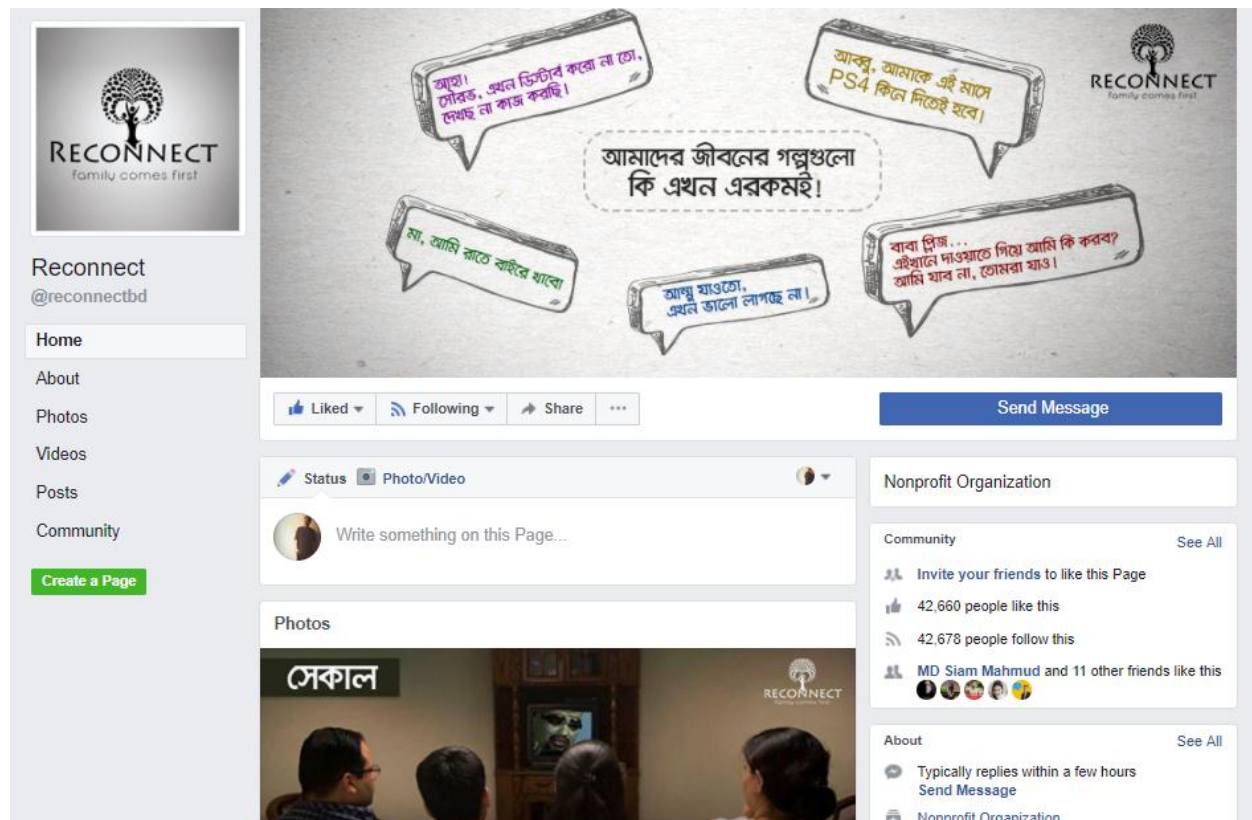 RECONNECT
family comes first
Reconnect
@reconnectbd
Home
About
Photos
Videos
Posts
Community
Create a Page
আহা!
সৌরভ, এখন ডিস্টার্ব করো না তো,
দেখছ না কাজ করছি।
আব্বু, আমাকে এই মাসে
PS4 কিনে দিতেই হবে।
RECONNECT
family comes first
আমাদের জীবনের গল্পগুলো
কি এখন এরকমই!
মা, আমি রাতে বাইরে খাবো
আম্মু যাওতো,
এখন ভালো লাগছে না।
বাবা প্লিজ...
এইখানে দাওয়াতে গিয়ে আমি কি করব?
আমি যাব না, তোমরা যাও।
Liked
Following
Share
Send Message
Status
Photo/Video
Write something on this Page...
Photos
সেকাল
RECONNECT
family comes first
Nonprofit Organization
Community
See All
Invite your friends to like this Page
42,660 people like this
42,678 people follow this
MD Siam Mahmud and 11 other friends like this
About
See All
Typically replies within a few hours
Send Message
Nonprofit Organization